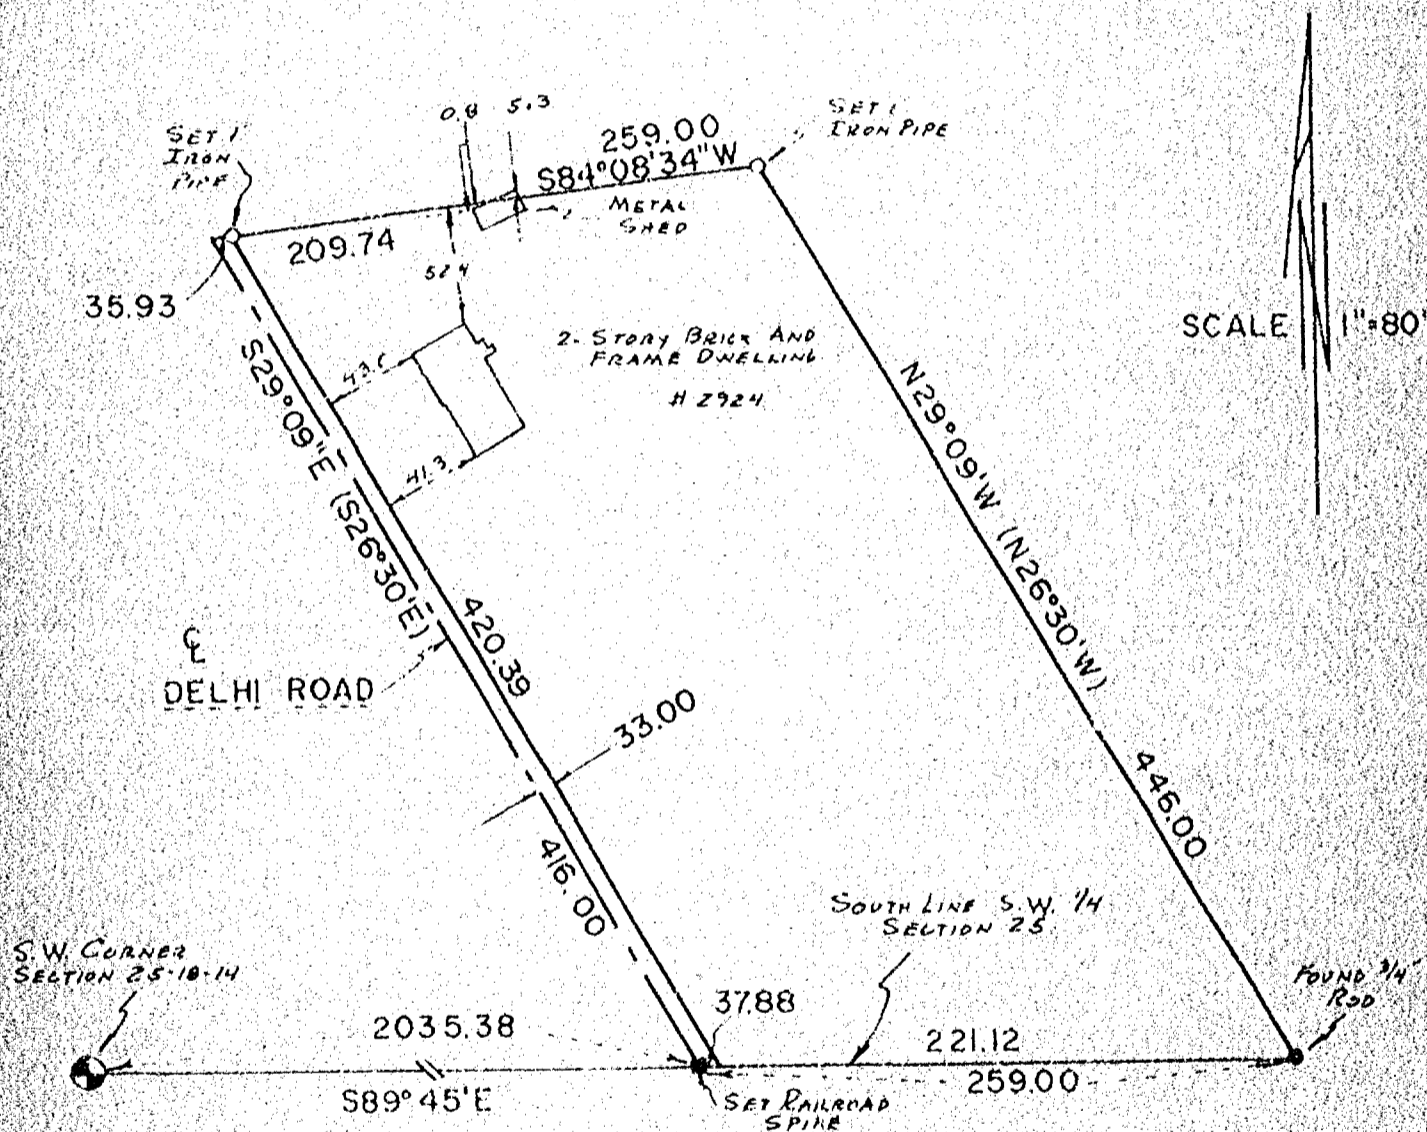 0.8 5.3
259.00
S84°08'34"W
SET 1"
IRON
PIPE
SET 1
IRON PIPE
METAL
SHED
209.74
52.4
35.93
SCALE 1"=80'
2-STORY BRICK AND
FRAME DWELLING
# 2924
41.3
S29°09"E (S26°30'E)
N29°09'W (N26°30'W)
420.39
℄
DELHI ROAD
33.00
446.00
416.00
SOUTH LINE S.W. 1/4
SECTION 25
S.W. CORNER
SECTION 25-18-14
FOUND 3/4"
ROD
37.88
2035.38
221.12
259.00
S89°45'E
SET RAILROAD
SPIKE